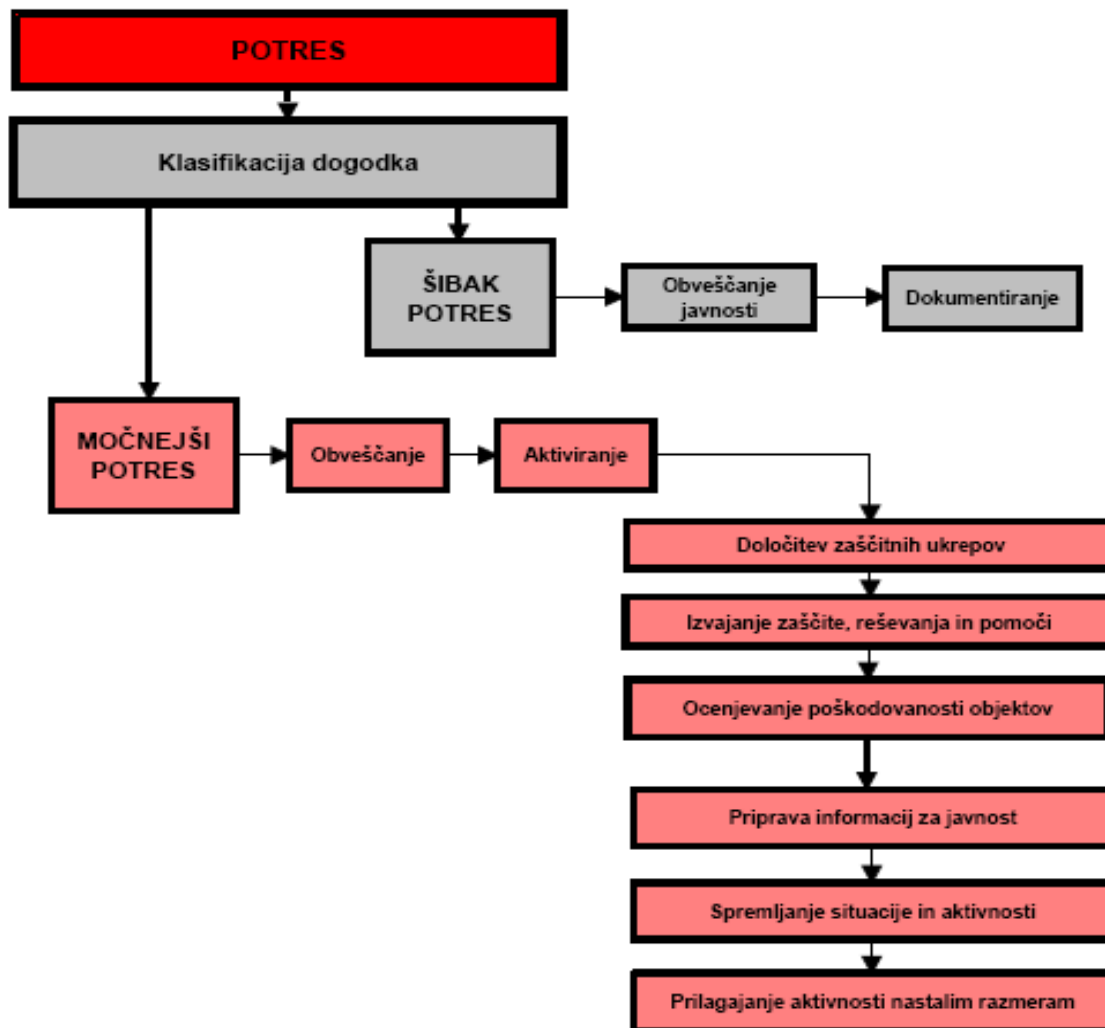 POTRES
Klasifikacija dogodka
ŠIBAK
POTRES
Obveščanje
javnosti
Dokumentiranje
MOČNEJŠI
POTRES
Obveščanje
Aktiviranje
Določitev zaščitnih ukrepov
Izvajanje zaščite, reševanja in pomoči
Ocenjevanje poškodovanosti objektov
Priprava informacij za javnost
Spremljanje situacije in aktivnosti
Prilagajanje aktivnosti nastalim razmeram